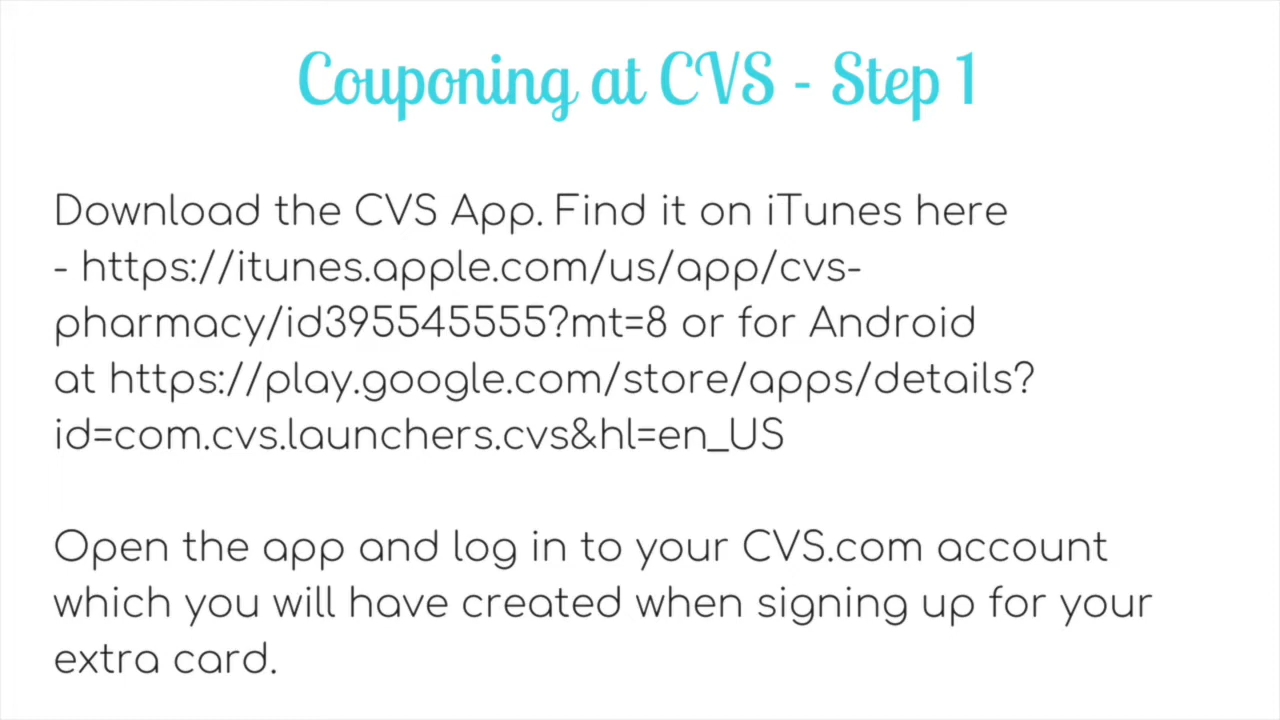 Couponing at CVS - Step 1
Download the CVS App. Find it on iTunes here
- https://itunes.apple.com/us/app/cvs-
pharmacy/id395545555?mt=8 or for Android
at https://play.google.com/store/apps/details?
id=com.cvs.launchers.cvs&hl=en_US
Open the app and log in to your CVS.com account
which you will have created when signing up for your
extra card.